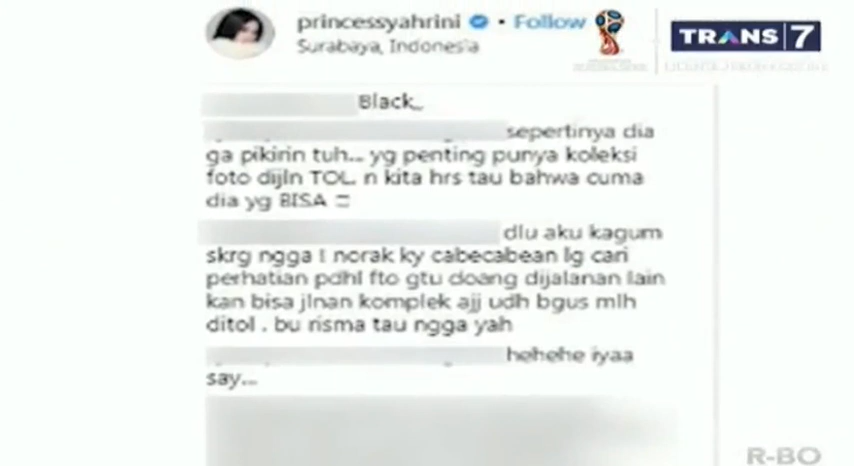 princessyahrini • Follow
Surabaya, Indonesia
TRANS|7
Black..
sepertinya dia
ga pikirin tuh... yg penting punya koleksi
foto dijln TOL. n kita hrs tau bahwa cuma
dia yg BISA
dlu aku kagum
skrg ngga ! norak ky cabecabean lg cari
perhatian pdhl fto gtu doang dijalanan lain
kan bisa jlnan komplek ajj udh bgus mlh
ditol . bu risma tau ngga yah
hehehe iyaa
say...
R-BO